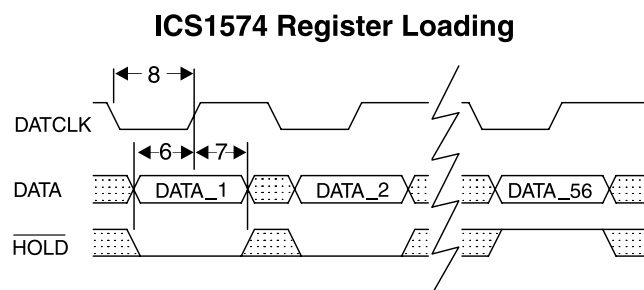 ICS1574 Register Loading
8
DATCLK
6 7
DATA DATA_1 DATA_2 DATA_56
HOLD